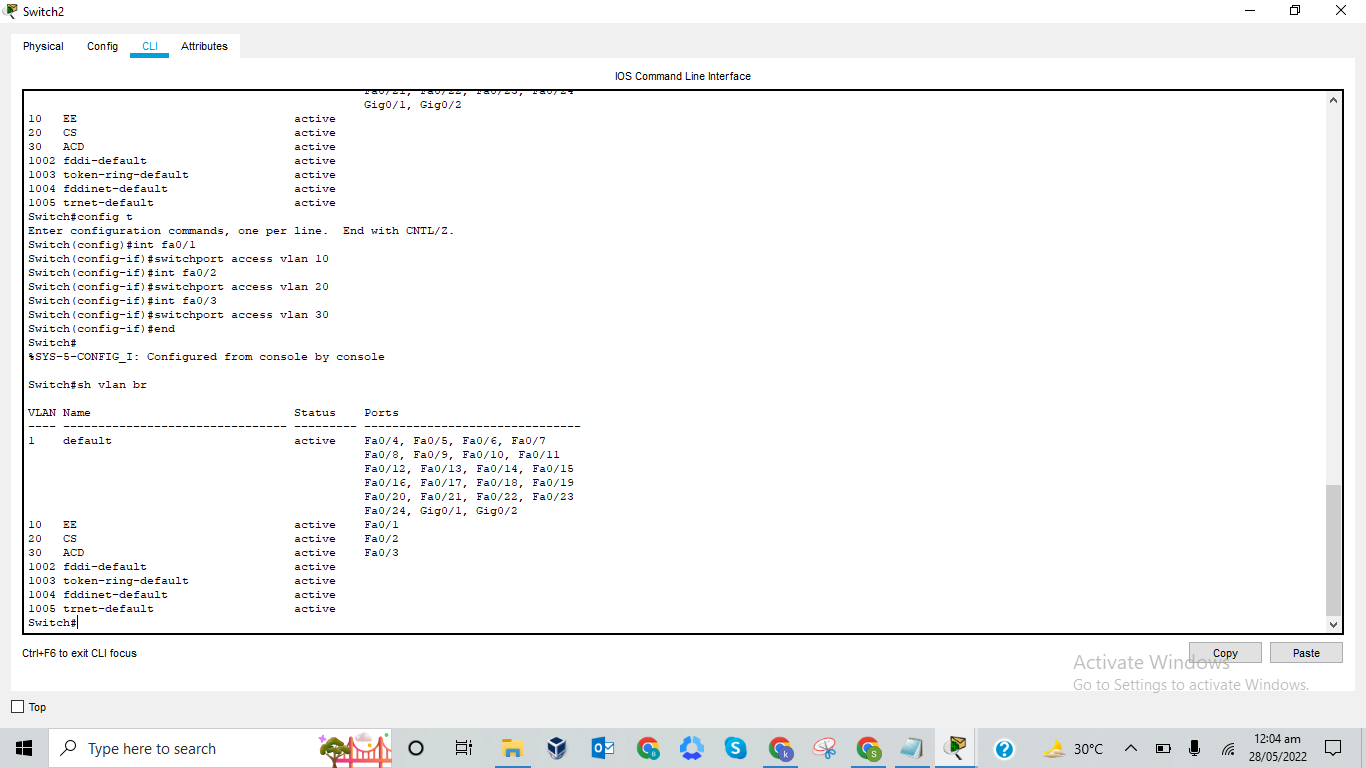 Switch2
Physical Config CLI Attributes
IOS Command Line Interface
Fa0/21, Fa0/22, Fa0/23, Fa0/24
Gig0/1, Gig0/2
10 EE active
20 CS active
30 ACD active
1002 fddi-default active
1003 token-ring-default active
1004 fddinet-default active
1005 trnet-default active
Switch#config t
Enter configuration commands, one per line. End with CNTL/Z.
Switch(config)#int fa0/1
Switch(config-if)#switchport access vlan 10
Switch(config-if)#int fa0/2
Switch(config-if)#switchport access vlan 20
Switch(config-if)#int fa0/3
Switch(config-if)#switchport access vlan 30
Switch(config-if)#end
Switch#
%SYS-5-CONFIG_I: Configured from console by console
Switch#sh vlan br
VLAN Name Status Ports
---- -------------------------------- --------- -------------------------------
1 default active Fa0/4, Fa0/5, Fa0/6, Fa0/7
Fa0/8, Fa0/9, Fa0/10, Fa0/11
Fa0/12, Fa0/13, Fa0/14, Fa0/15
Fa0/16, Fa0/17, Fa0/18, Fa0/19
Fa0/20, Fa0/21, Fa0/22, Fa0/23
Fa0/24, Gig0/1, Gig0/2
10 EE active Fa0/1
20 CS active Fa0/2
30 ACD active Fa0/3
1002 fddi-default active
1003 token-ring-default active
1004 fddinet-default active
1005 trnet-default active
Switch#
Ctrl+F6 to exit CLI focus
Copy Paste
Activate Windows
Go to Settings to activate Windows.
Top
Type here to search
30°C
12:04 am
28/05/2022